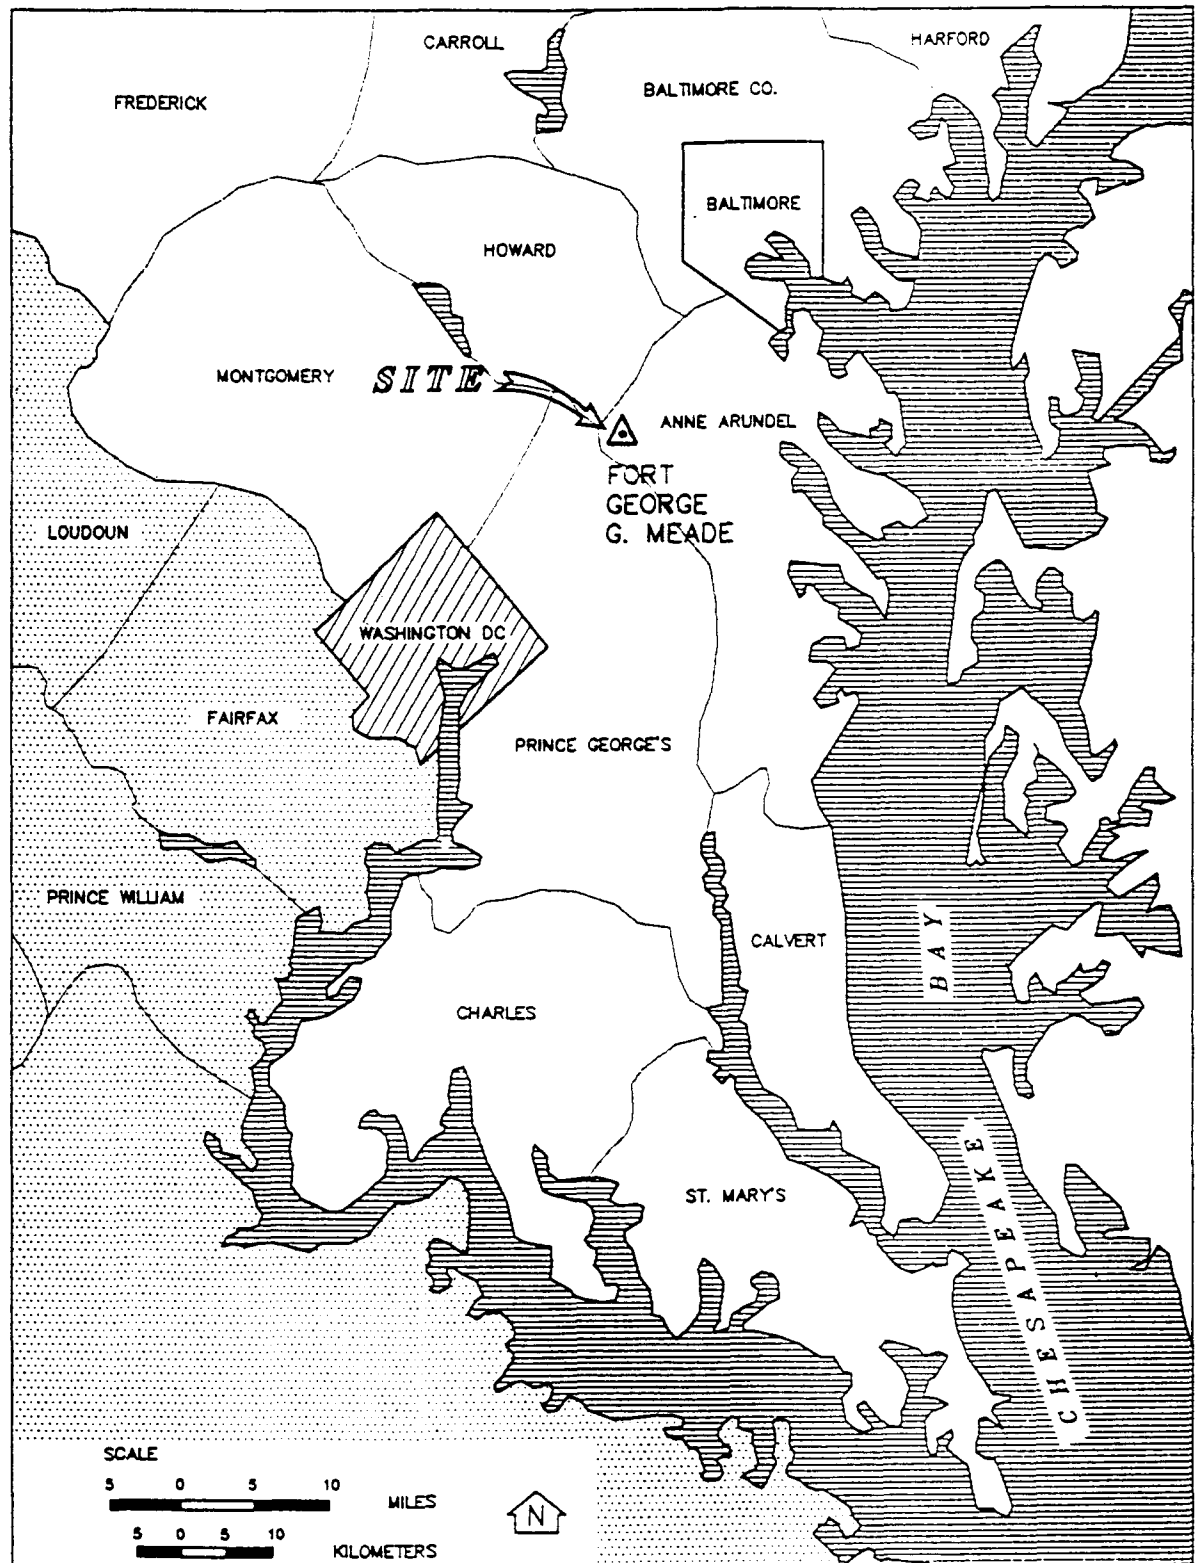 CARROLL
HARFORD
FREDERICK
BALTIMORE CO.
BALTIMORE
HOWARD
MONTGOMERY
SITE
ANNE ARUNDEL
FORT
GEORGE
G. MEADE
LOUDOUN
WASHINGTON DC
FAIRFAX
PRINCE GEORGE'S
PRINCE WILLIAM
CALVERT
BAY
CHARLES
CHESAPEAKE
ST. MARY'S
SCALE
5 0 5 10
MILES
5 0 5 10
KILOMETERS
N